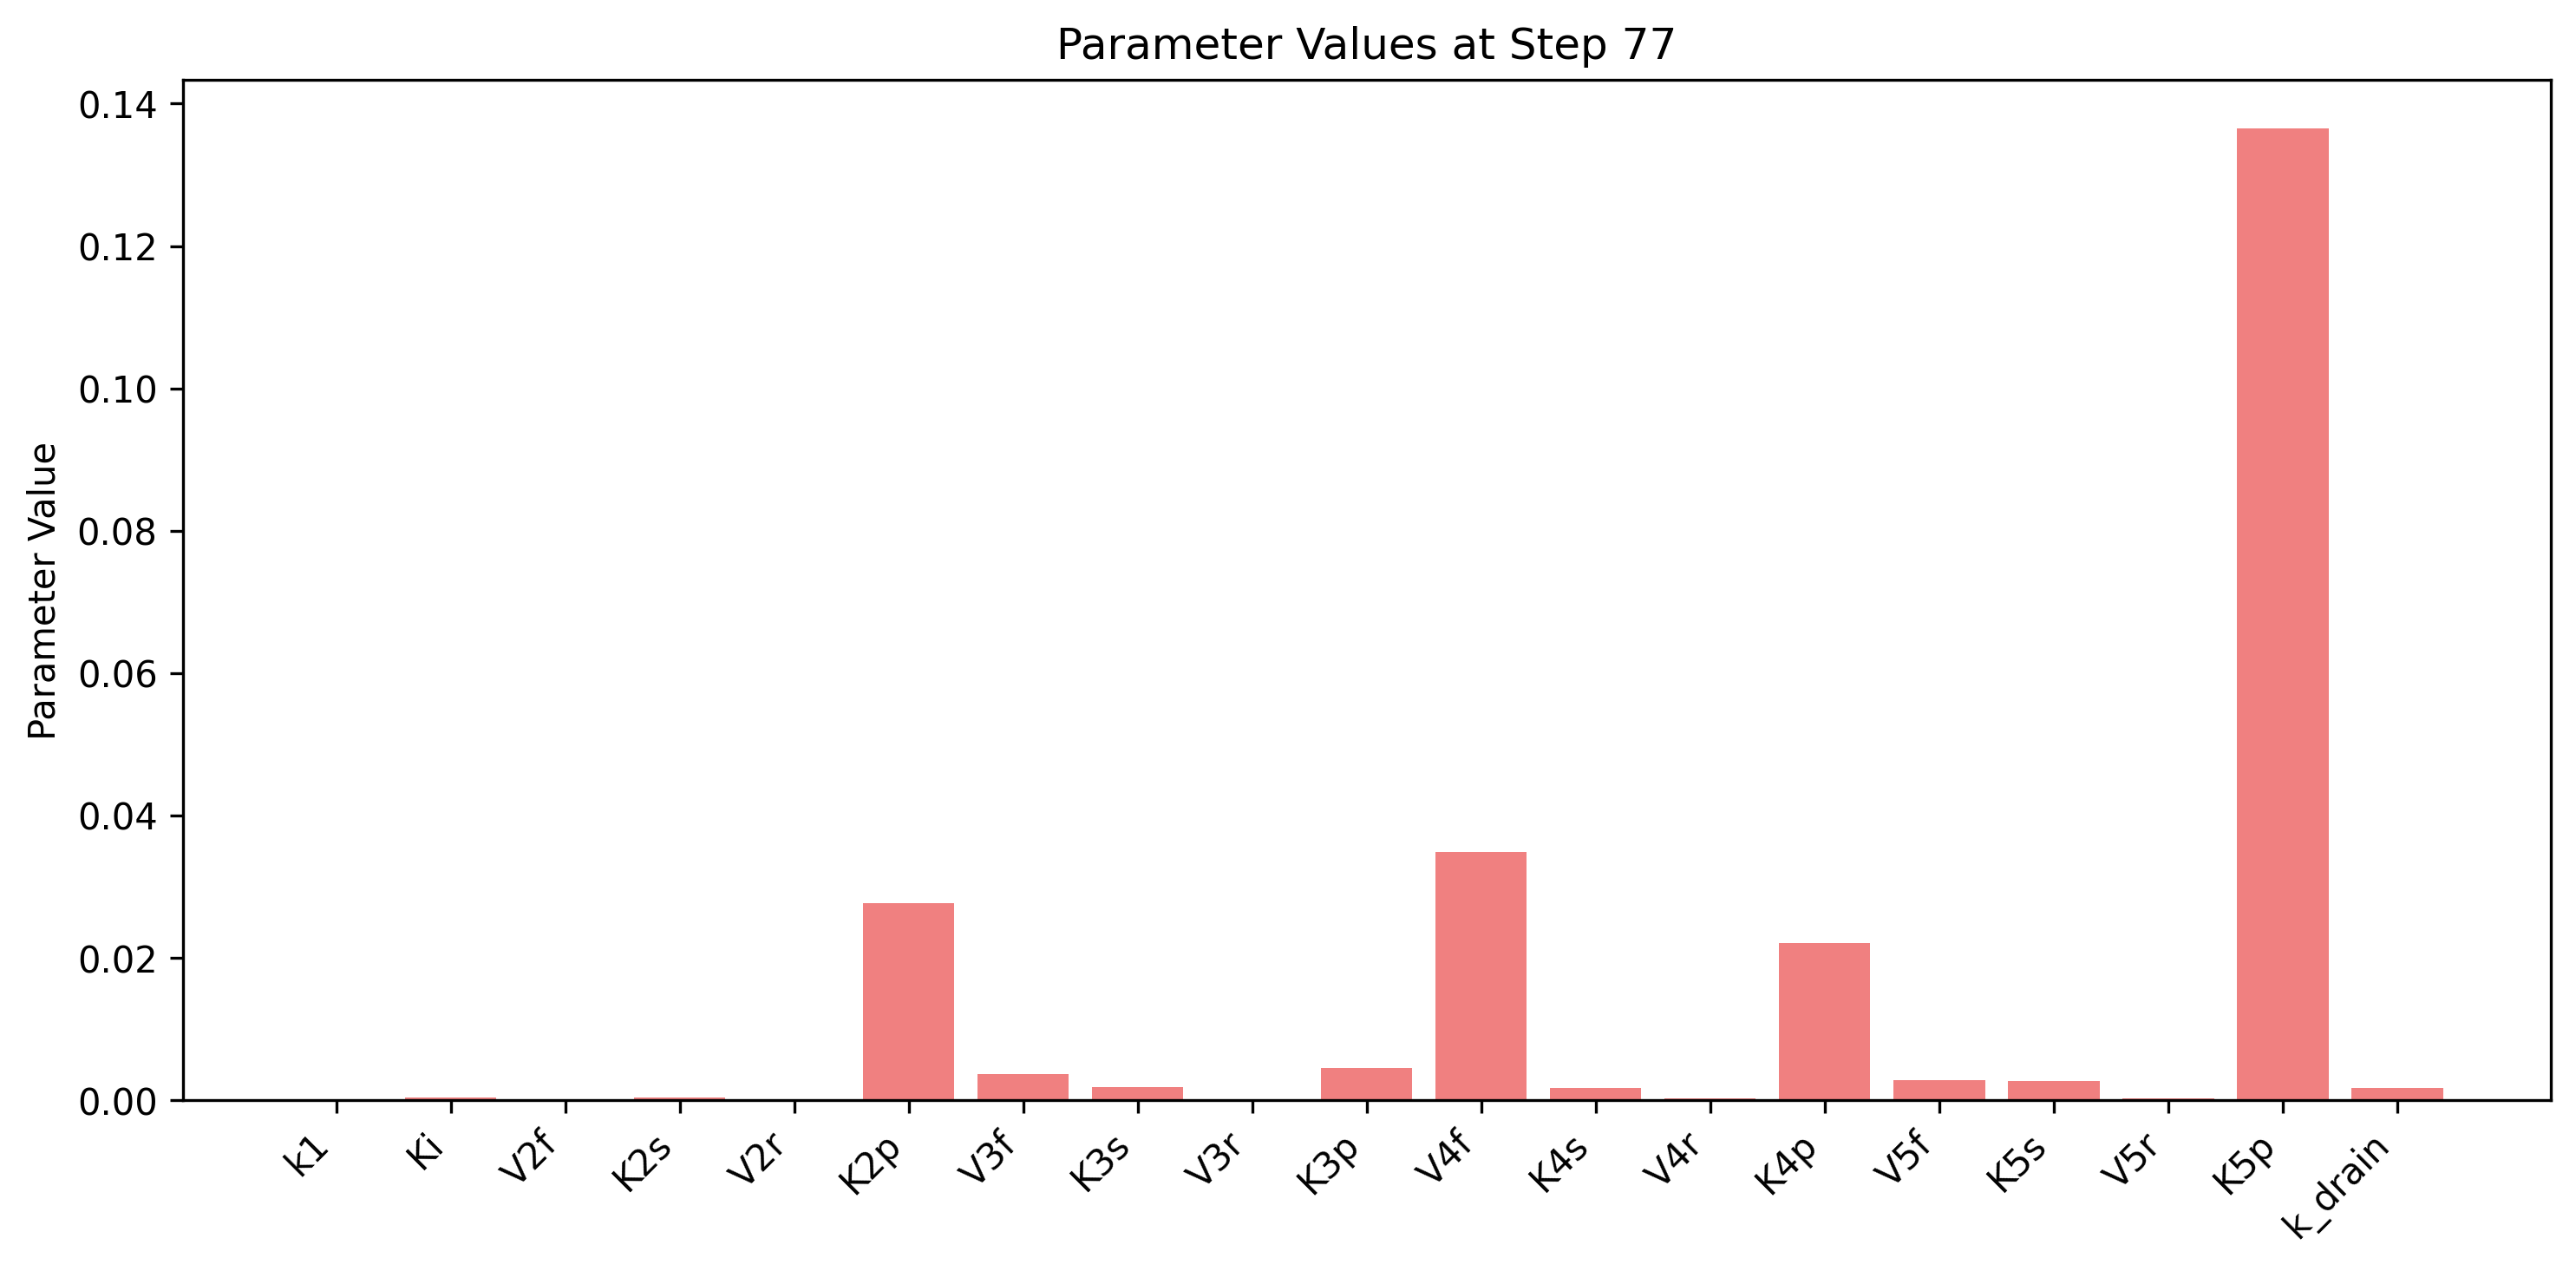 Parameter Values at Step 77
Parameter Value
0.14
0.12
0.10
0.08
0.06
0.04
0.02
0.00
k1
Ki
V2f
K2s
V2r
K2p
V3f
K3s
V3r
K3p
V4f
K4s
V4r
K4p
V5f
K5s
V5r
K5p
k_drain